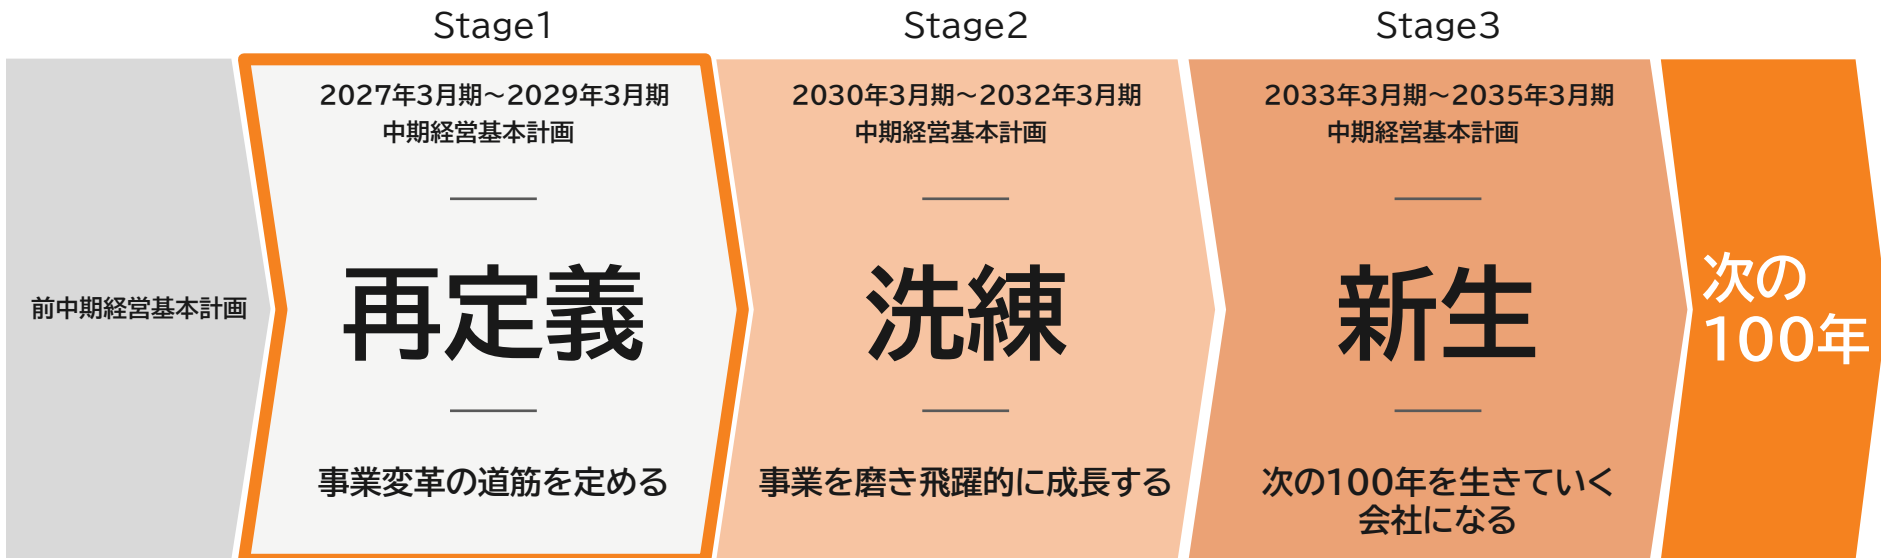 Stage1
Stage2
Stage3
前中期経営基本計画
2027年3月期～2029年3月期
中期経営基本計画
再定義
事業変革の道筋を定める
2030年3月期～2032年3月期
中期経営基本計画
洗練
事業を磨き飛躍的に成長する
2033年3月期～2035年3月期
中期経営基本計画
新生
次の100年を生きていく
会社になる
次の
100年